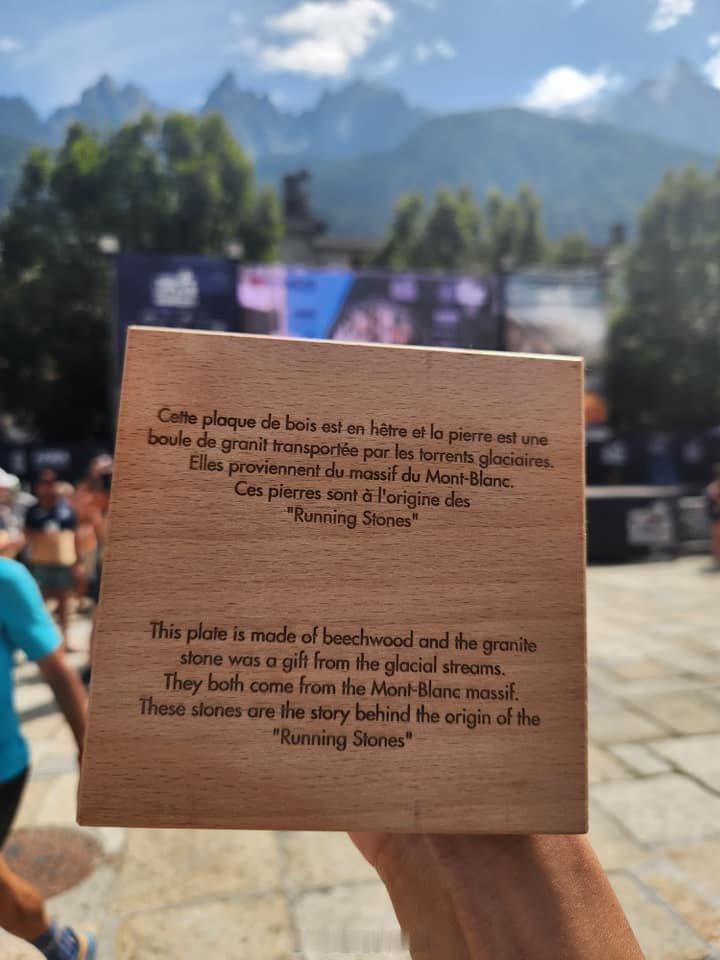 Cette plaque de bois est en hêtre et la pierre est une
boule de granit transportée par les torrents glaciaires.
Elles proviennent du massif du Mont-Blanc.
Ces pierres sont à l'origine des
"Running Stones"
This plate is made of beechwood and the granite
stone was a gift from the glacial streams.
They both come from the Mont-Blanc massif.
These stones are the story behind the origin of the
"Running Stones"